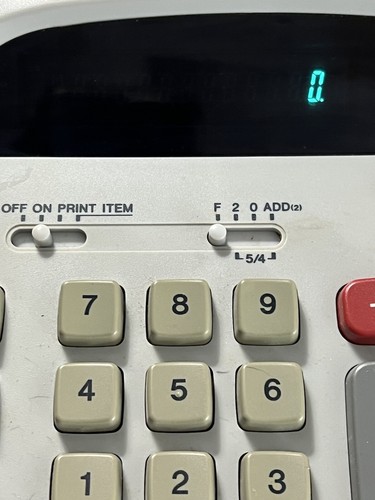 0.
OFF ON PRINT ITEM F 2 0 ADD(2)
5/4
7 8 9
4 5 6
1 2 3